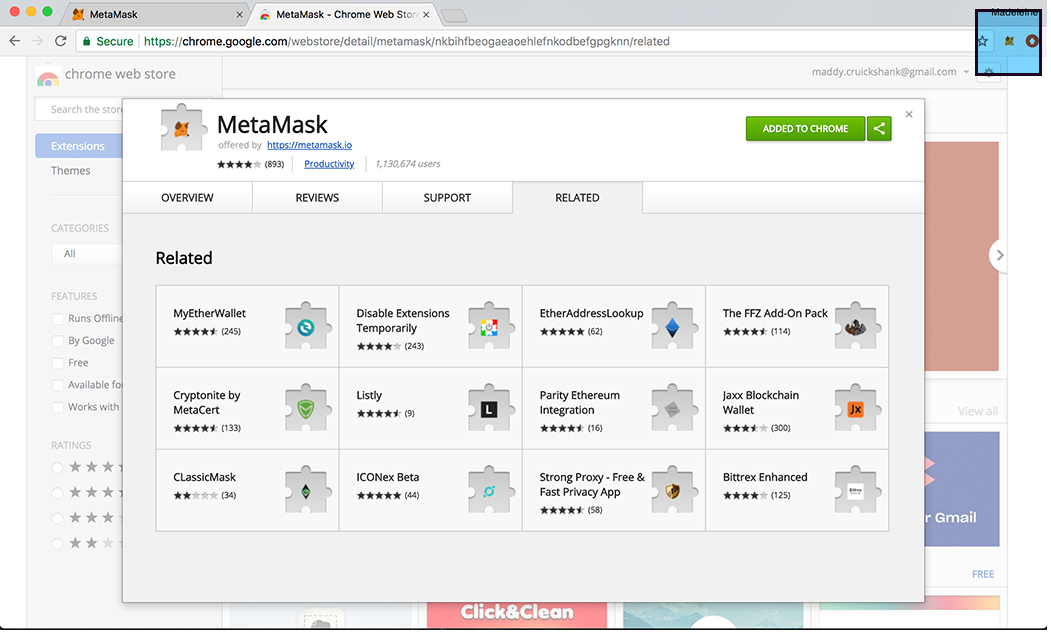 MetaMask
MetaMask - Chrome Web Stor
Madeleine
Secure
https://chrome.google.com/webstore/detail/metamask/nkbihfbeogaeaoehlefnkodbefgpgknn/related
chrome web store
maddy.cruickshank@gmail.com
Search the store
Extensions
Themes
CATEGORIES
All
FEATURES
Runs Offline
By Google
Free
Available for
Works with
RATINGS
MetaMask
offered by https://metamask.io
(893)
Productivity
1,130,674 users
ADDED TO CHROME
OVERVIEW
REVIEWS
SUPPORT
RELATED
Related
MyEtherWallet
(245)
Disable Extensions
Temporarily
(243)
EtherAddressLookup
(62)
The FFZ Add-On Pack
(114)
Cryptonite by
MetaCert
(133)
Listly
(9)
L
Parity Ethereum
Integration
(16)
Jaxx Blockchain
Wallet
(300)
Jx
CLassicMask
(34)
ICONex Beta
(44)
Strong Proxy - Free &
Fast Privacy App
(58)
Bittrex Enhanced
(125)
Bittrex
View all
r Gmail
FREE
Click&Clean